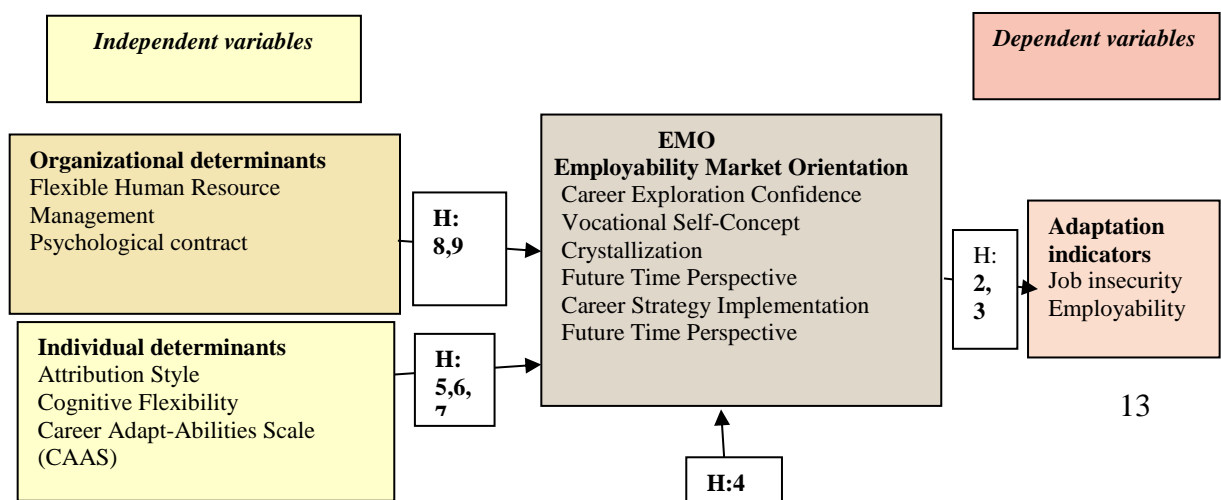 Independent variables
Dependent variables
Organizational determinants
Flexible Human Resource
Management
Psychological contract
H:
8,9
Individual determinants
Attribution Style
Cognitive Flexibility
Career Adapt-Abilities Scale
(CAAS)
H:
5,6,
7
EMO
Employability Market Orientation
Career Exploration Confidence
Vocational Self-Concept
Crystallization
Future Time Perspective
Career Strategy Implementation
Future Time Perspective
H:
2,
3
Adaptation
indicators
Job insecurity
Employability
13
H:4